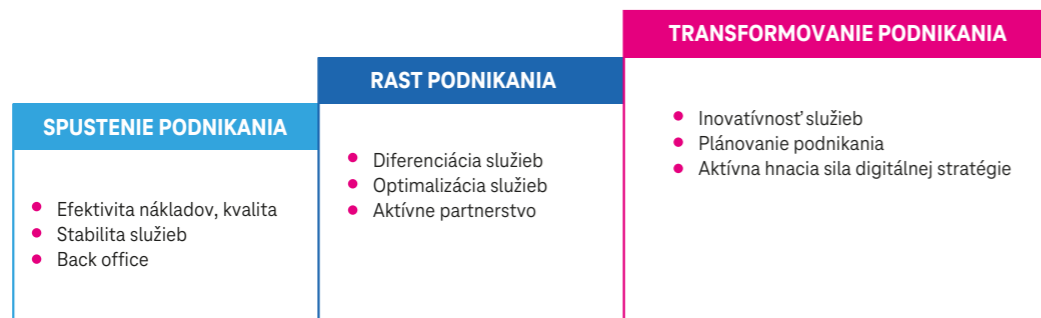 SPUSTENIE PODNIKANIA
Efektivita nákladov, kvalita
Stabilita služieb
Back office
RAST PODNIKANIA
Diferenciácia služieb
Optimalizácia služieb
Aktívne partnerstvo
TRANSFORMOVANIE PODNIKANIA
Inovatívnosť služieb
Plánovanie podnikania
Aktívna hnacia sila digitálnej stratégie